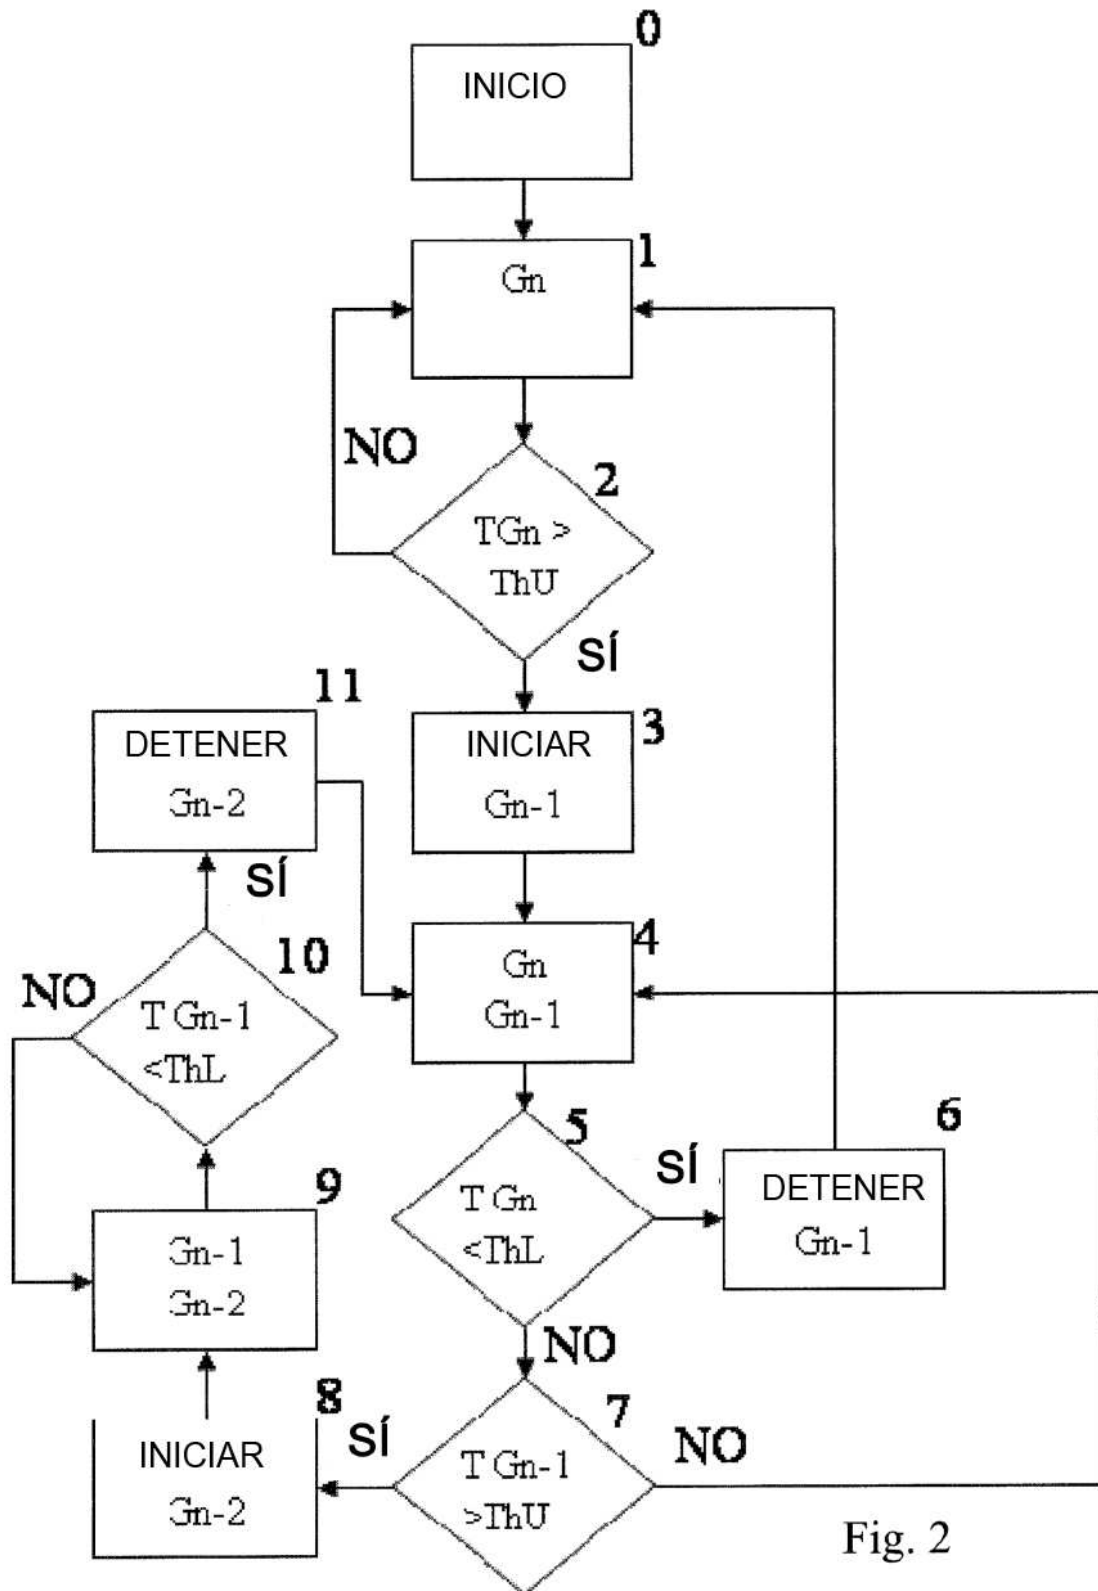 0
INICIO
1
Gn
NO
2
TGn >
ThU
SÍ
11
DETENER
Gn-2
3
INICIAR
Gn-1
SÍ
4
Gn
Gn-1
10
NO
T Gn-1
<ThL
5
T Gn
<ThL
SÍ
6
DETENER
Gn-1
9
Gn-1
Gn-2
NO
8
INICIAR
Gn-2
SÍ
7
T Gn-1
>ThU
NO
Fig. 2